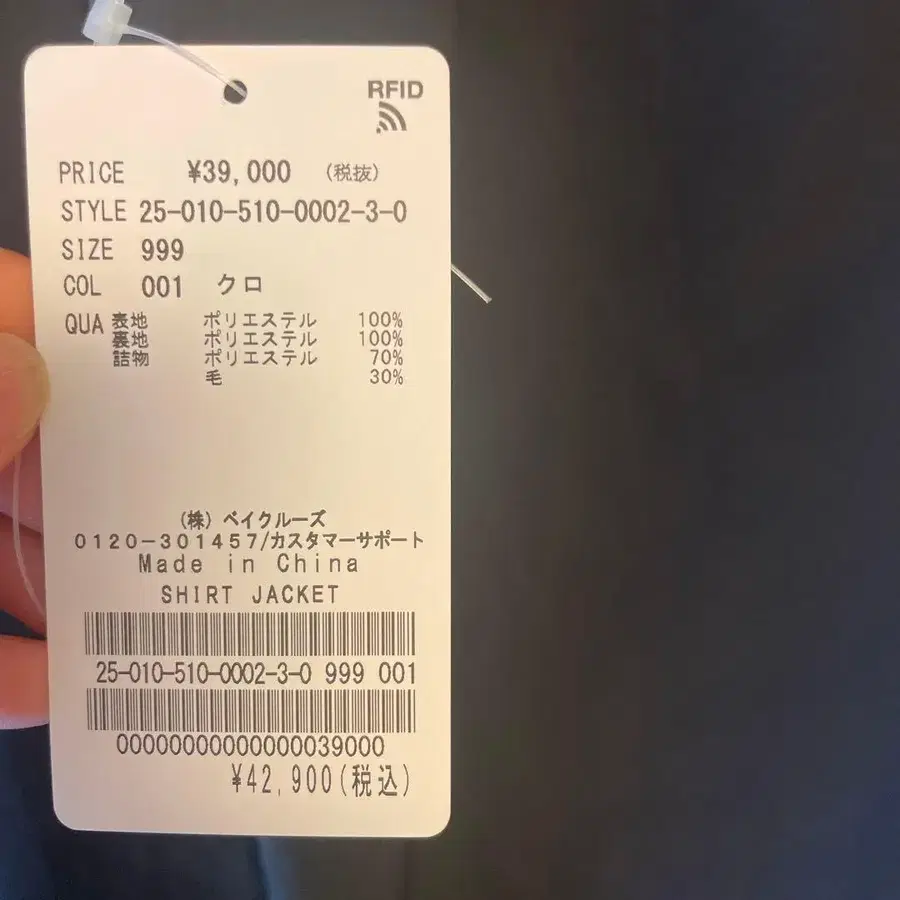 RFID
PRICE ¥39,000 (税抜)
STYLE 25-010-510-0002-3-0
SIZE 999
COL 001 クロ
QUA 表地 ポリエステル 100%
裏地 ポリエステル 100%
詰物 ポリエステル 70%
毛 30%
(株) ベイクルーズ
0120-301457/カスタマーサポート
Made in China
SHIRT JACKET
25-010-510-0002-3-0 999 001
00000000000000039000
¥42,900(税込)